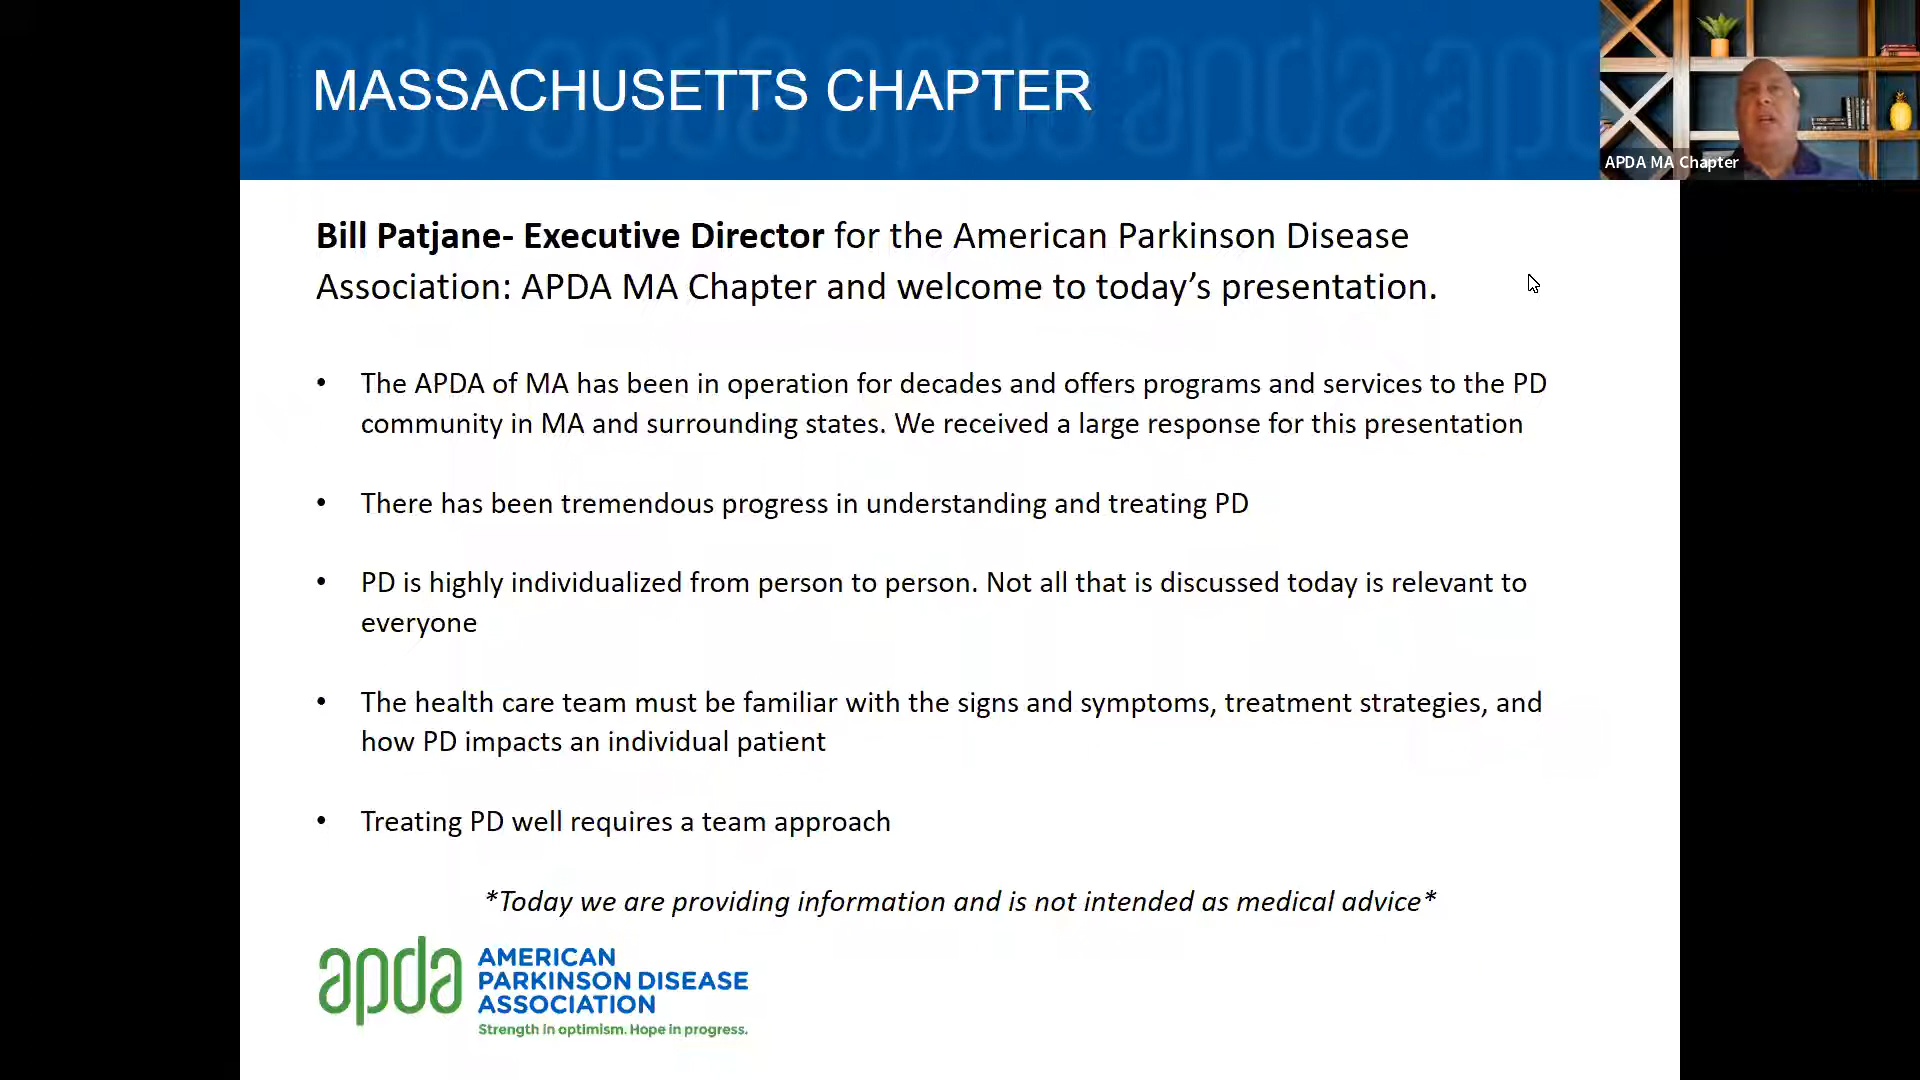 MASSACHUSETTS CHAPTER
APDA MA Chapter
Bill Patjane- Executive Director for the American Parkinson Disease
Association: APDA MA Chapter and welcome to today’s presentation.
• The APDA of MA has been in operation for decades and offers programs and services to the PD
community in MA and surrounding states. We received a large response for this presentation
• There has been tremendous progress in understanding and treating PD
• PD is highly individualized from person to person. Not all that is discussed today is relevant to
everyone
• The health care team must be familiar with the signs and symptoms, treatment strategies, and
how PD impacts an individual patient
• Treating PD well requires a team approach
*Today we are providing information and is not intended as medical advice*
apda
AMERICAN
PARKINSON DISEASE
ASSOCIATION
Strength in optimism. Hope in progress.